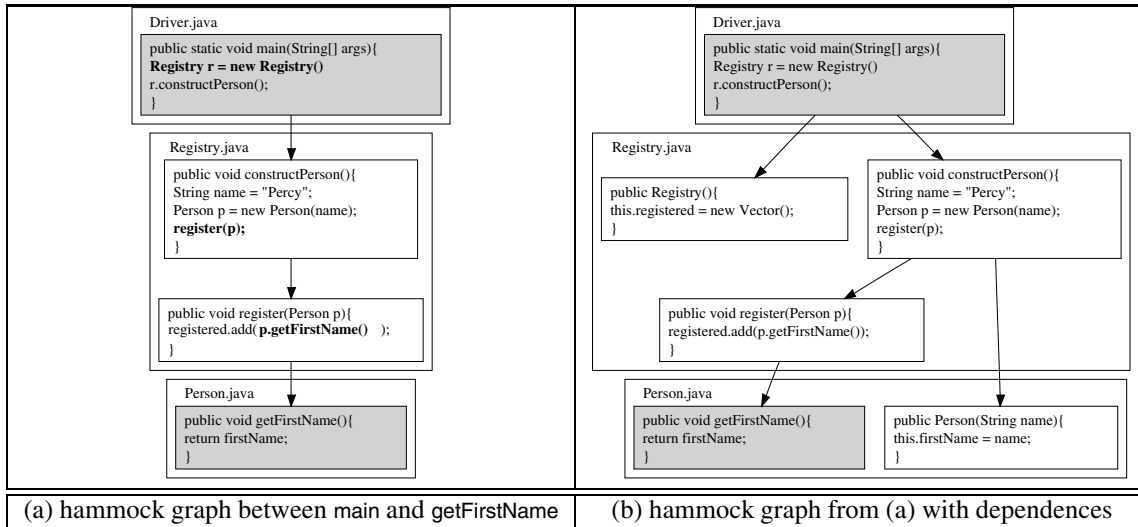 Driver.java
public static void main(String[] args){
Registry r = new Registry()
r.constructPerson();
}
Registry.java
public void constructPerson(){
String name = "Percy";
Person p = new Person(name);
register(p);
}
public void register(Person p){
registered.add( p.getFirstName() );
}
Person.java
public void getFirstName(){
return firstName;
}
(a) hammock graph between main and getFirstName
Driver.java
public static void main(String[] args){
Registry r = new Registry()
r.constructPerson();
}
Registry.java
public Registry(){
this.registered = new Vector();
}
public void constructPerson(){
String name = "Percy";
Person p = new Person(name);
register(p);
}
public void register(Person p){
registered.add(p.getFirstName());
}
Person.java
public void getFirstName(){
return firstName;
}
public Person(String name){
this.firstName = name;
}
(b) hammock graph from (a) with dependences